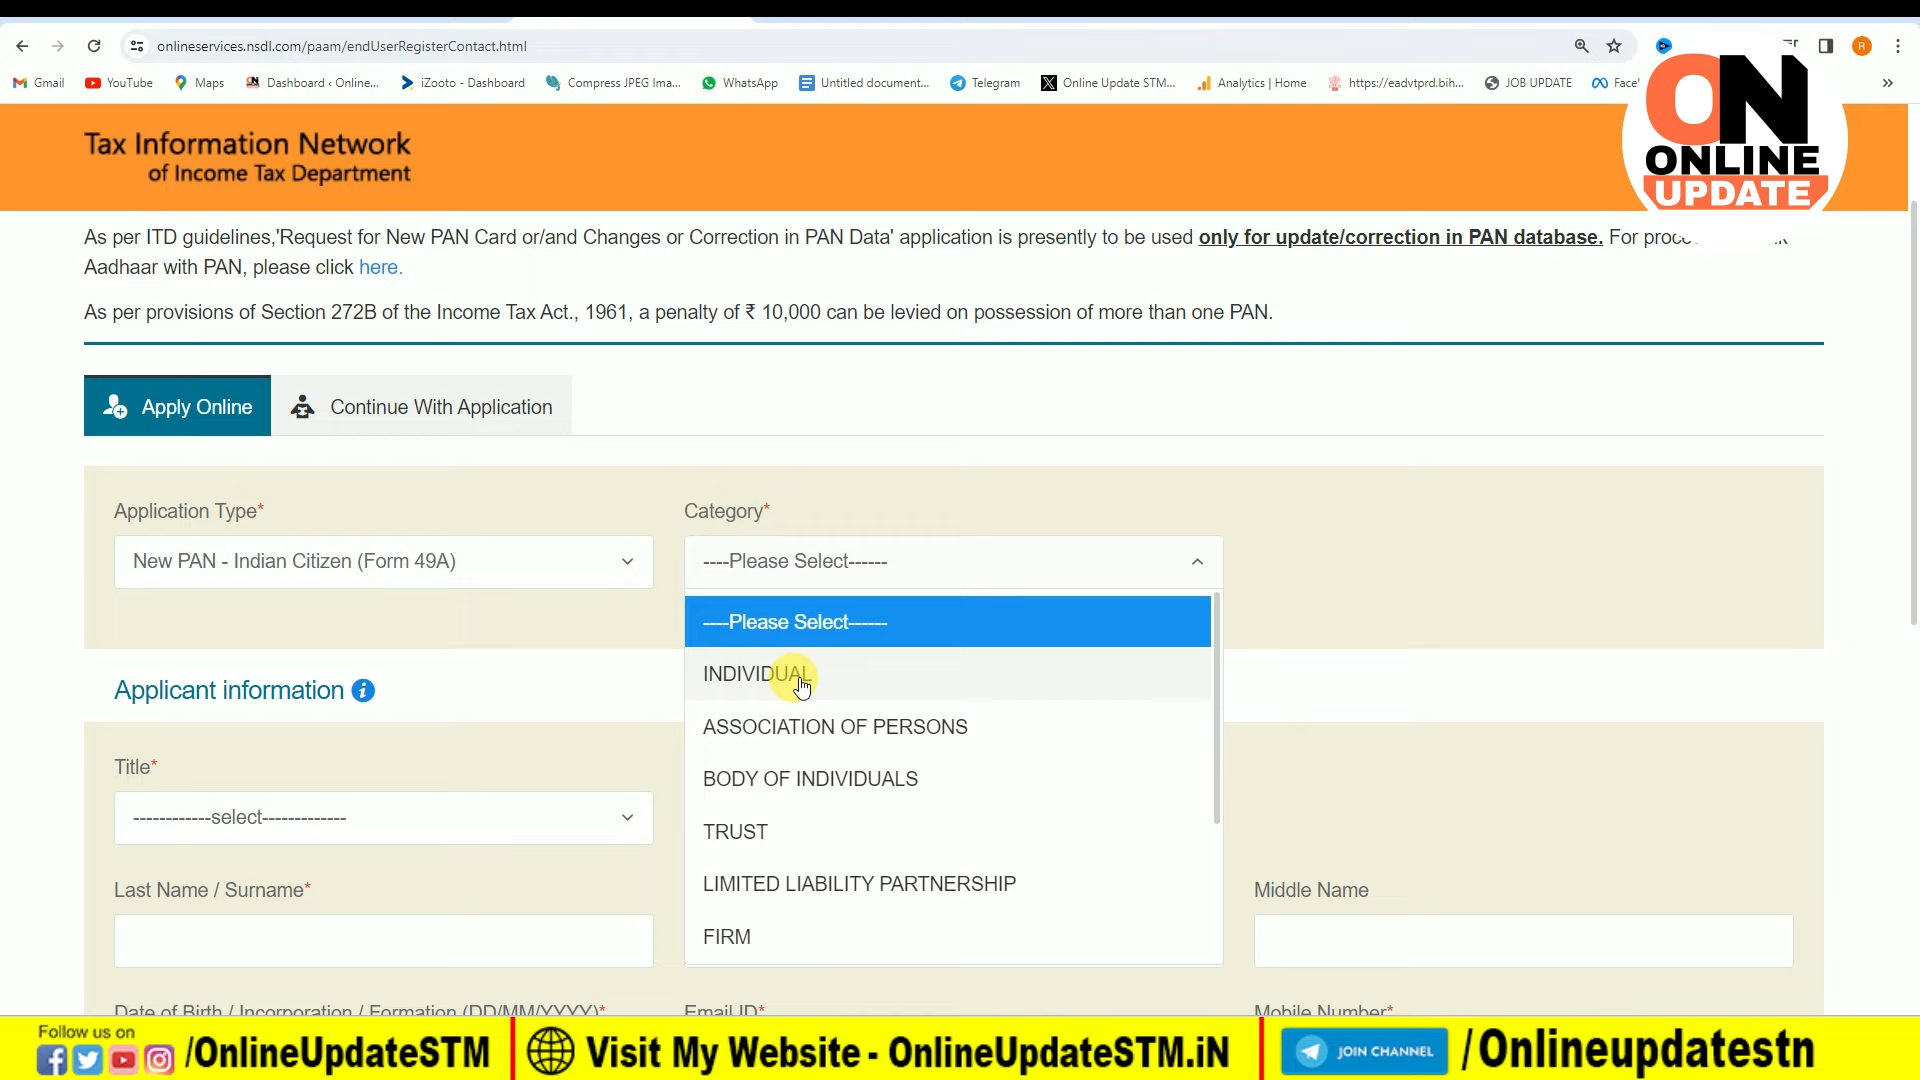 onlineservices.nsdl.com/paam/endUserRegisterContact.html
R
Gmail YouTube Maps Dashboard ‹ Online... iZooto - Dashboard Compress JPEG Ima... WhatsApp Untitled document... Telegram Online Update STM... Analytics | Home https://eadvtprd.bih... JOB UPDATE Facel »
ON
ONLINE
UPDATE
Tax Information Network
of Income Tax Department
As per ITD guidelines,'Request for New PAN Card or/and Changes or Correction in PAN Data' application is presently to be used only for update/correction in PAN database. For
Aadhaar with PAN, please click here.
As per provisions of Section 272B of the Income Tax Act., 1961, a penalty of ₹ 10,000 can be levied on possession of more than one PAN.
Apply Online Continue With Application
Application Type* Category*
New PAN - Indian Citizen (Form 49A) ----Please Select------
----Please Select------
INDIVIDUAL
ASSOCIATION OF PERSONS
BODY OF INDIVIDUALS
TRUST
LIMITED LIABILITY PARTNERSHIP
FIRM
Applicant information i
Title*
------------select-------------
Last Name / Surname* Middle Name
Date of Birth / Incorporation / Formation (DD/MM/YYYY)* Email ID* Mobile Number*
Follow us on
/OnlineUpdateSTM Visit My Website - OnlineUpdateSTM.iN JOIN CHANNEL /Onlineupdatestn